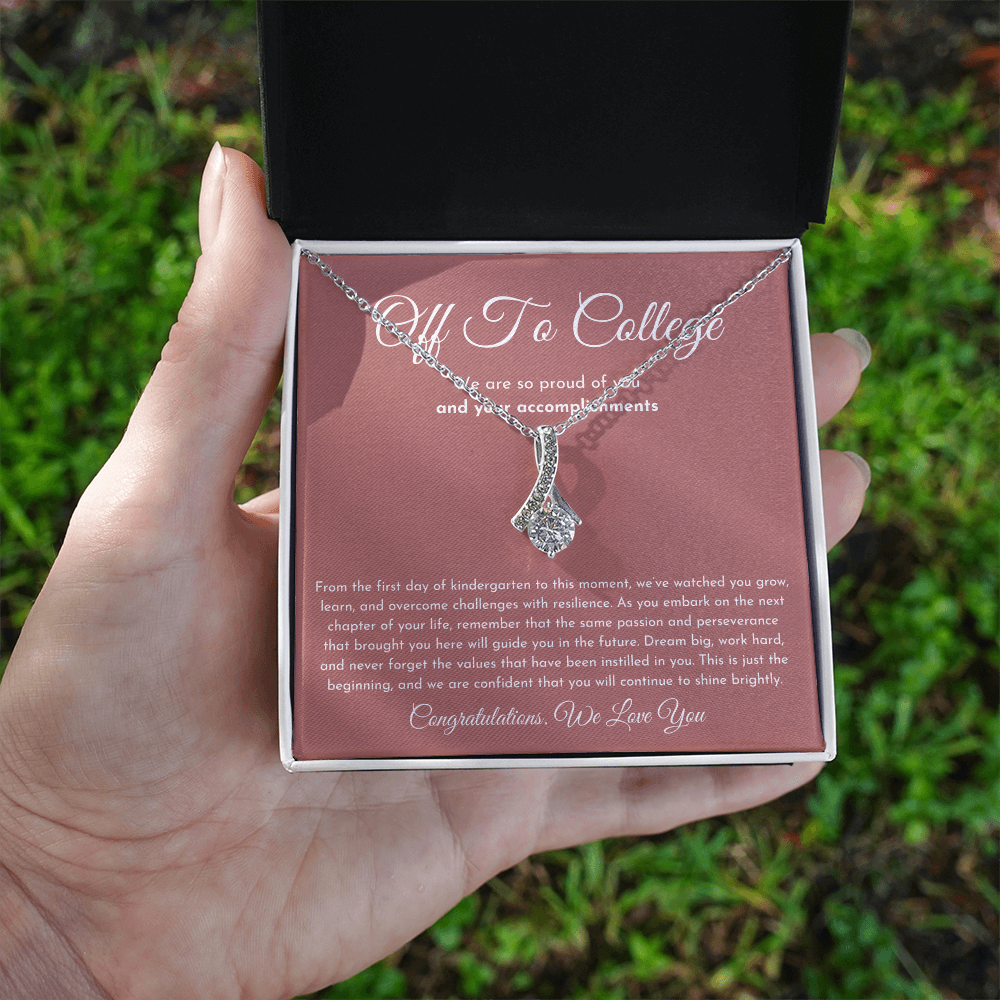 Off To College
We are so proud of you
and your accomplishments
From the first day of kindergarten to this moment, we've watched you grow,
learn, and overcome challenges with resilience. As you embark on the next
chapter of your life, remember that the same passion and perseverance
that brought you here will guide you in the future. Dream big, work hard,
and never forget the values that have been instilled in you. This is just the
beginning, and we are confident that you will continue to shine brightly.
Congratulations, We Love You